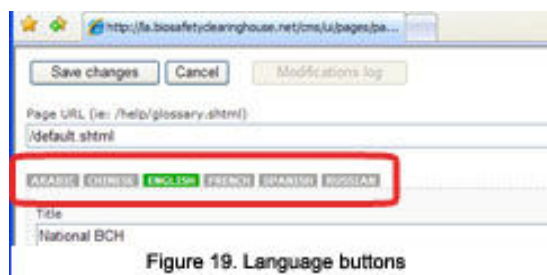 http://la.biosafetyclearinghouse.net/cms/ui/pages/pa...
Save changes Cancel Modifications log
Page URL (ie: /help/glossary.shtml)
/default.shtml
ARABIC CHINESE ENGLISH FRENCH SPANISH RUSSIAN
Title
National BCH
Figure 19. Language buttons